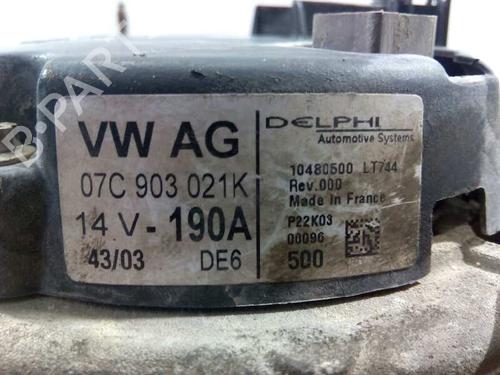 B-PARTS
VW AG
07C 903 021K
14 V - 190A
43/03 DE6
DELPHI
Automotive Systems
10480500 LT744
Rev.000
Made in France
P22K03
00096
500